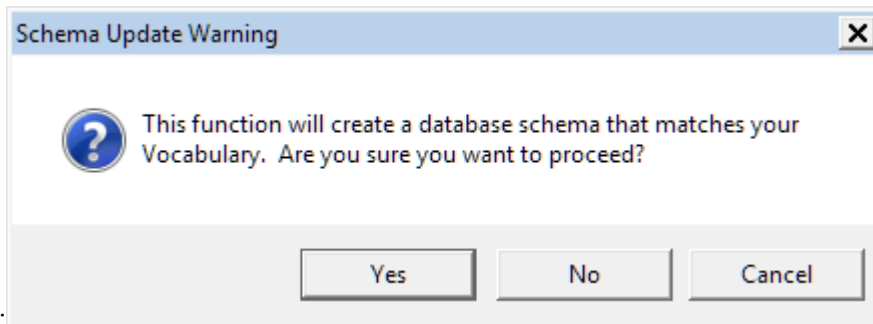 Schema Update Warning
This function will create a database schema that matches your
Vocabulary. Are you sure you want to proceed?
Yes No Cancel
.